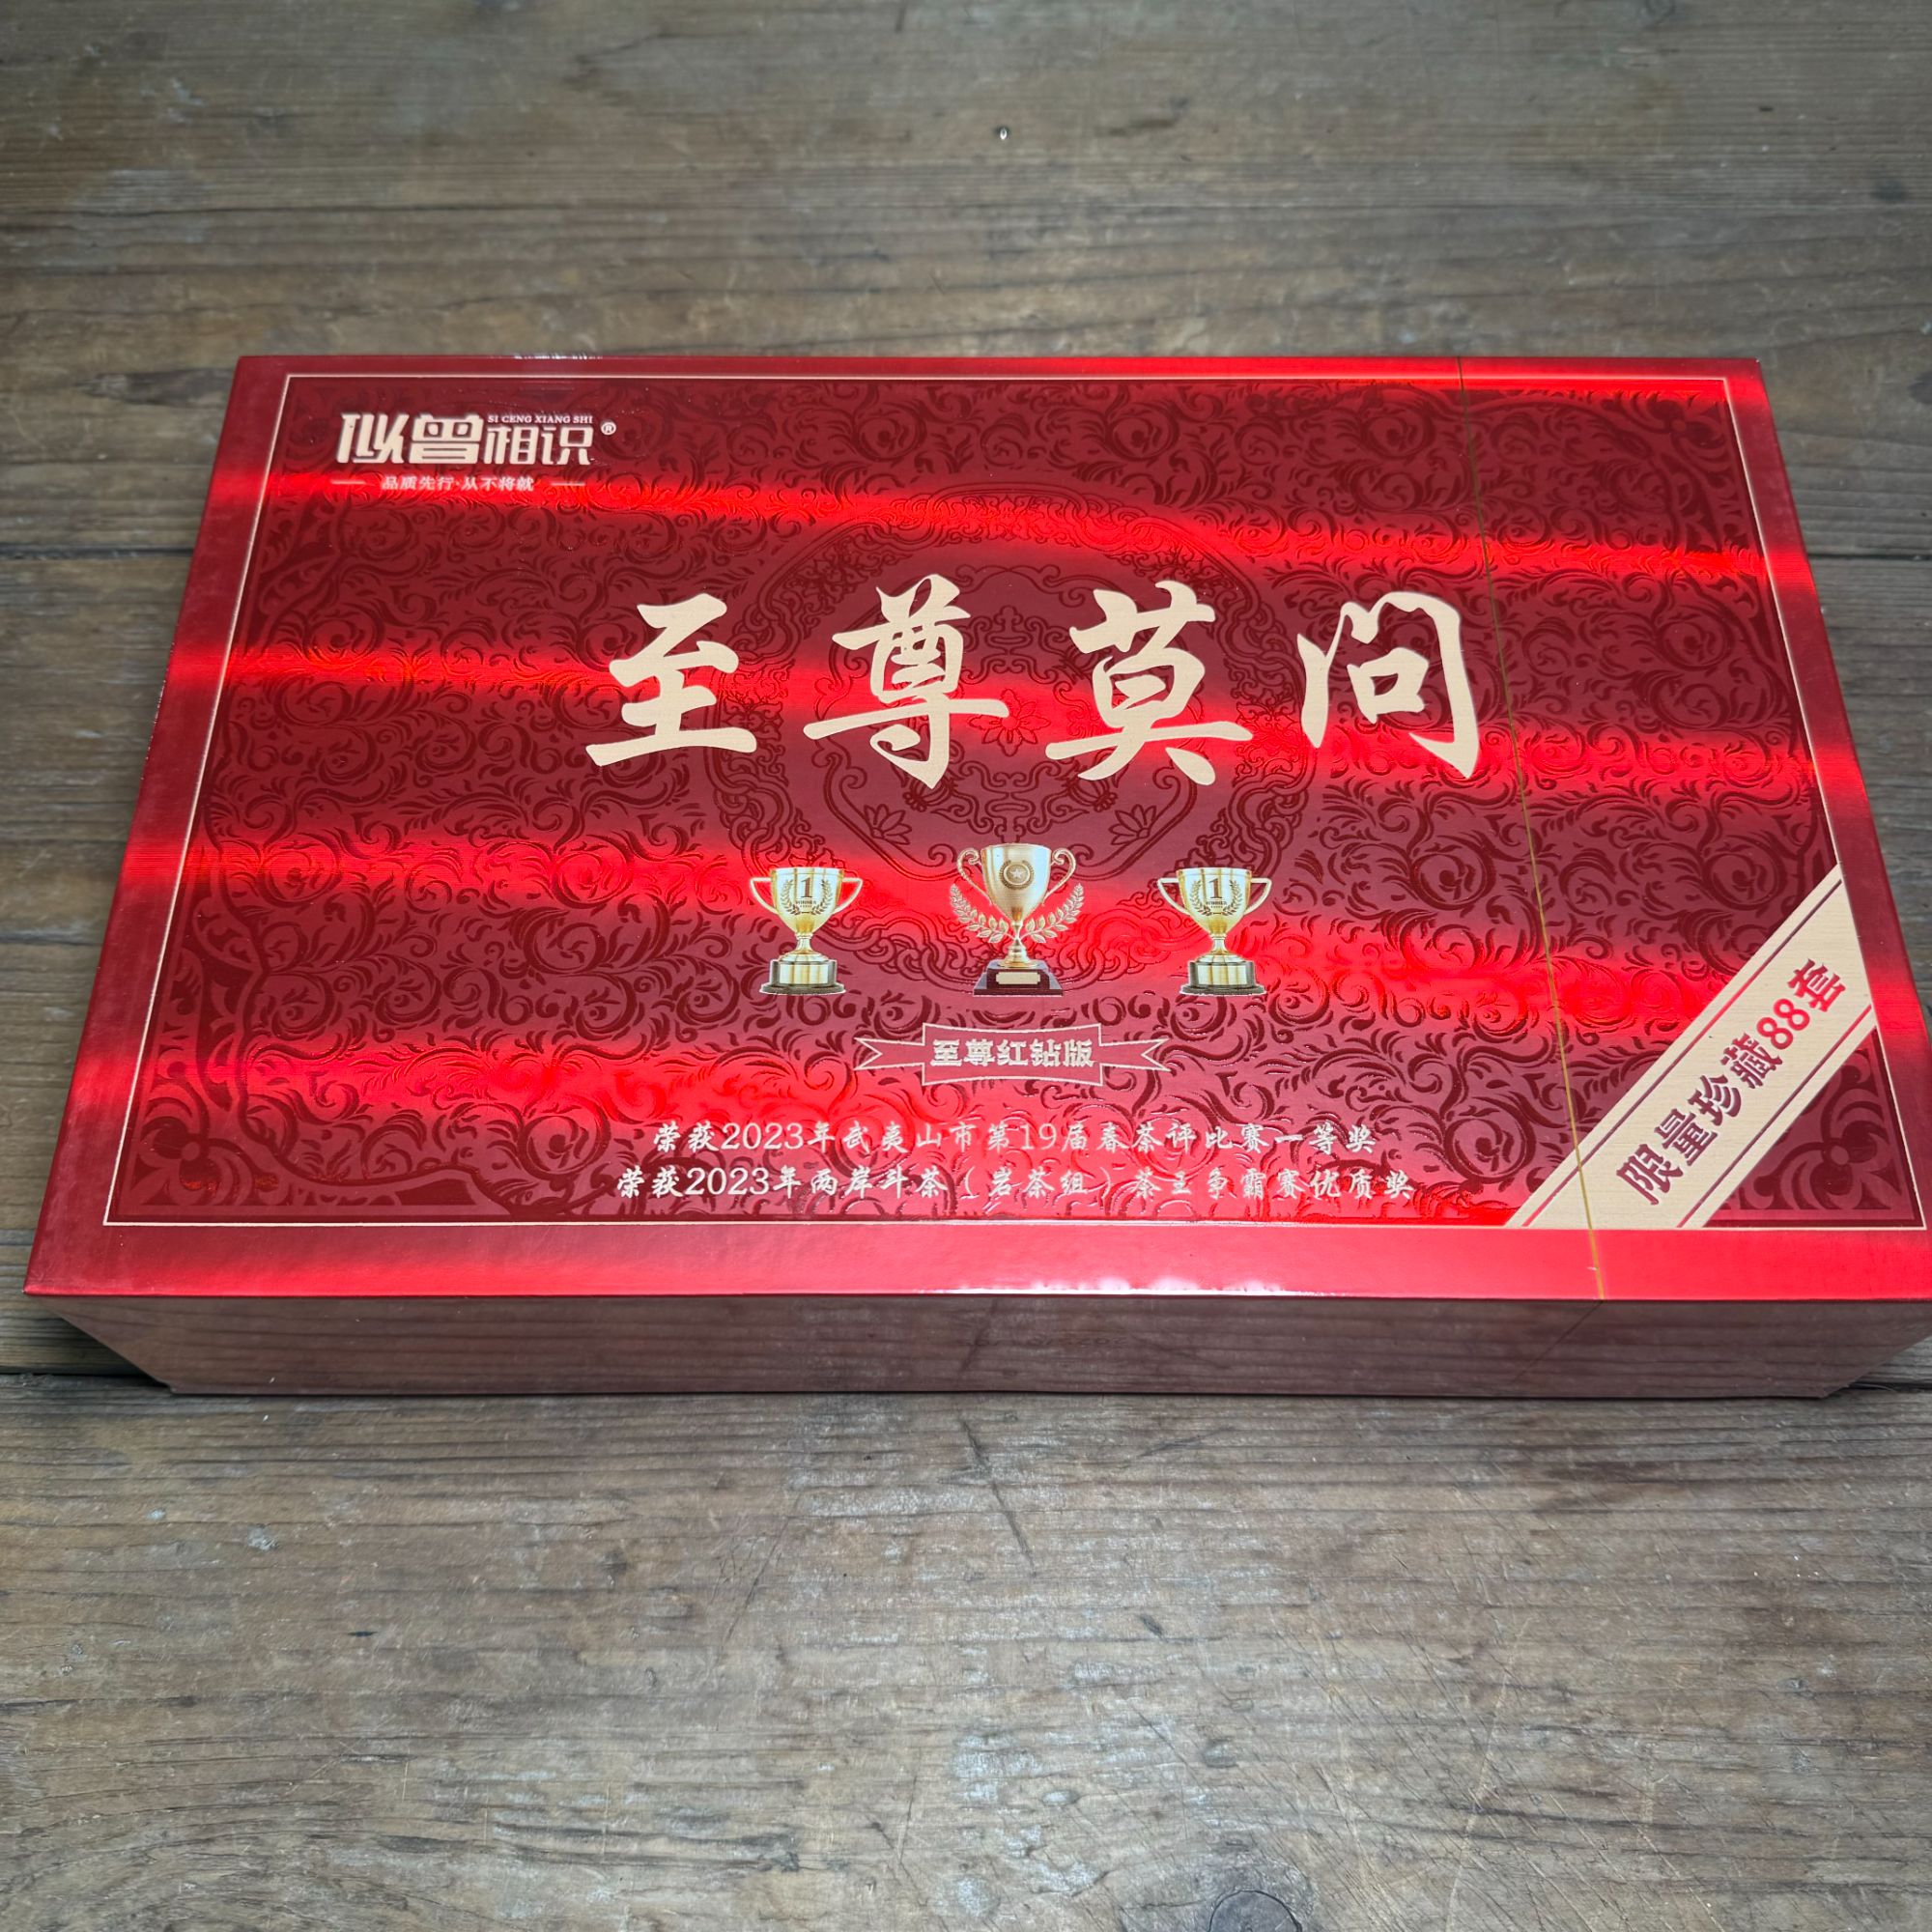 似曾相识®
SI CENG XIANG SHI
品质先行·从不将就
至尊莫问
1
1
至尊红钻版
荣获2023年武夷山市第19届春茶评比赛一等奖
荣获2023年两岸斗茶（岩茶组）茶王争霸赛优质奖
限量珍藏88套